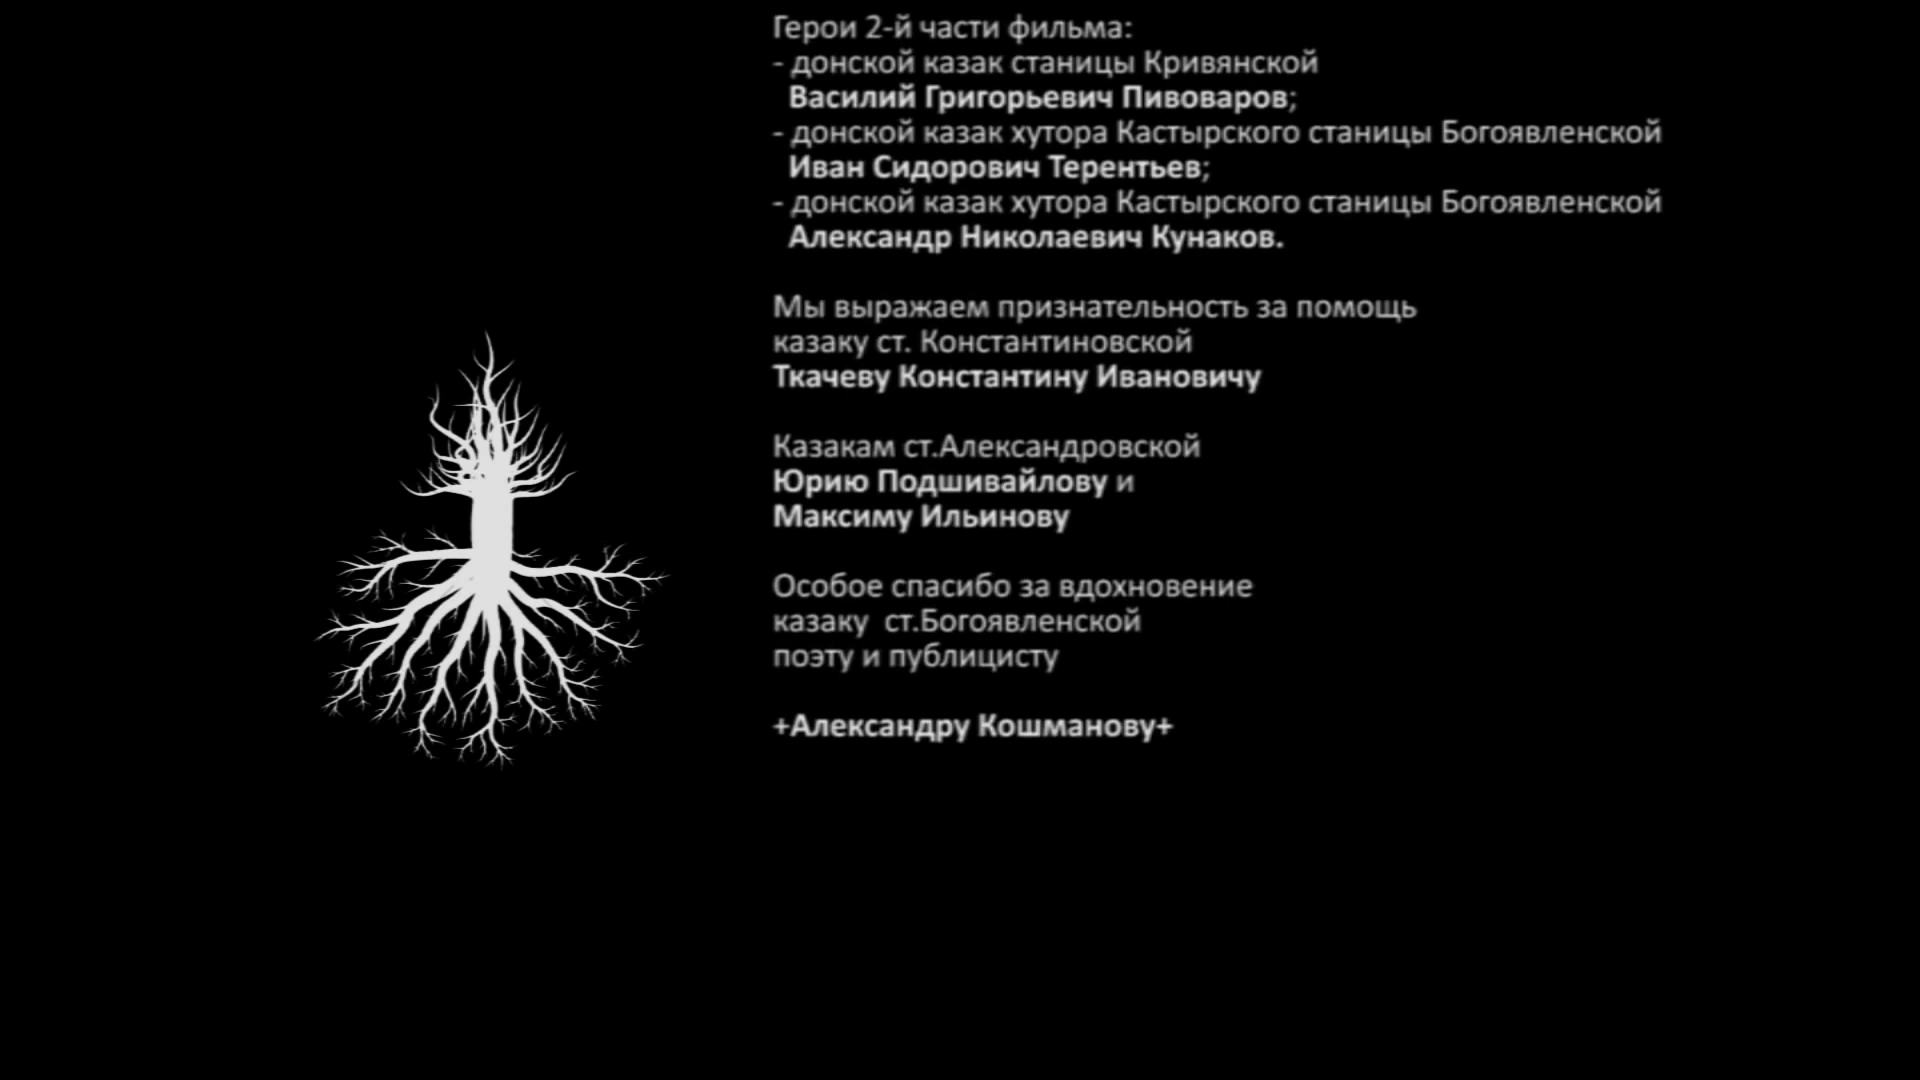 Герои 2-й части фильма:
- донской казак станицы Кривянской
Василий Григорьевич Пивоваров;
- донской казак хутора Кастырского станицы Богоявленской
Иван Сидорович Терентьев;
- донской казак хутора Кастырского станицы Богоявленской
Александр Николаевич Кунаков.
Мы выражаем признательность за помощь
казаку ст. Константиновской
Ткачеву Константину Ивановичу
Казакам ст.Александровской
Юрию Подшивайлову и
Максиму Ильинову
Особое спасибо за вдохновение
казаку  ст.Богоявленской
поэту и публицисту
+Александру Кошманову+